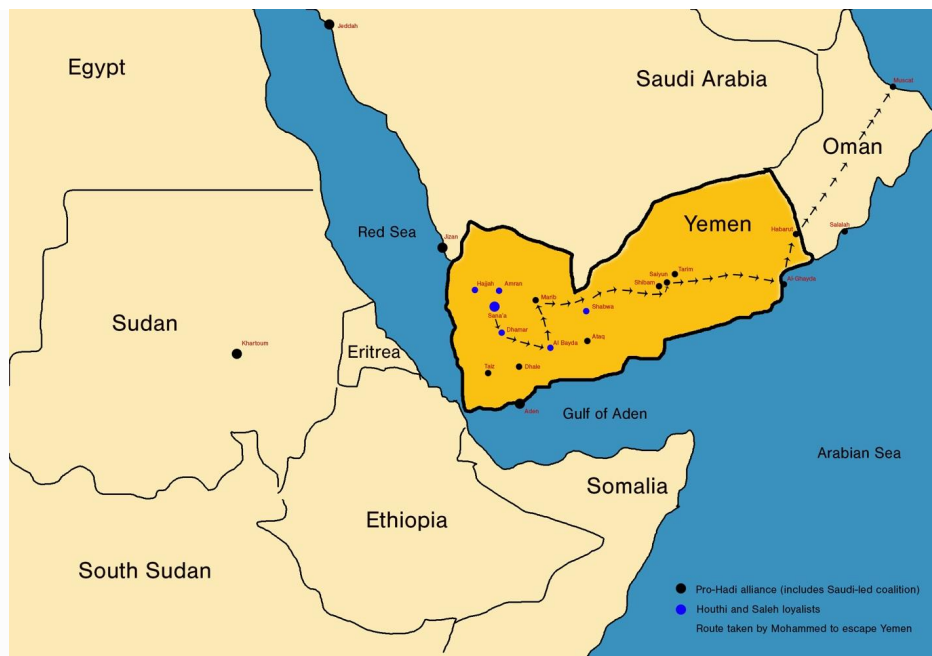 Jeddah
Egypt
Saudi Arabia
Muscat
Oman
Red Sea
Yemen
Salalah
Habarut
Jizan
Tarim
Saiyun
Al-Ghayda
Shibam
Hajjah
Amran
Marib
Shabwa
Sana'a
Sudan
Dhamar
Khartoum
Al Bayda
Ataq
Eritrea
Taiz
Dhale
Aden
Gulf of Aden
Arabian Sea
Somalia
Ethiopia
South Sudan
Pro-Hadi alliance (includes Saudi-led coalition)
Houthi and Saleh loyalists
Route taken by Mohammed to escape Yemen